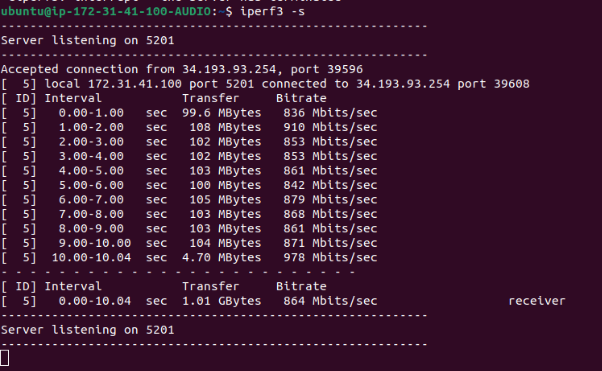 ubuntu@ip-172-31-41-100-AUDIO:~$ iperf3 -s
-----------------------------------------------------------
Server listening on 5201
-----------------------------------------------------------
Accepted connection from 34.193.93.254, port 39596
[  5] local 172.31.41.100 port 5201 connected to 34.193.93.254 port 39608
[ ID] Interval           Transfer     Bitrate
[  5]   0.00-1.00   sec  99.6 MBytes   836 Mbits/sec
[  5]   1.00-2.00   sec   108 MBytes   910 Mbits/sec
[  5]   2.00-3.00   sec   102 MBytes   853 Mbits/sec
[  5]   3.00-4.00   sec   102 MBytes   853 Mbits/sec
[  5]   4.00-5.00   sec   103 MBytes   861 Mbits/sec
[  5]   5.00-6.00   sec   100 MBytes   842 Mbits/sec
[  5]   6.00-7.00   sec   105 MBytes   879 Mbits/sec
[  5]   7.00-8.00   sec   103 MBytes   868 Mbits/sec
[  5]   8.00-9.00   sec   103 MBytes   861 Mbits/sec
[  5]   9.00-10.00  sec   104 MBytes   871 Mbits/sec
[  5]  10.00-10.04  sec  4.70 MBytes   978 Mbits/sec
- - - - - - - - - - - - - - - - - - - - - - - - -
[ ID] Interval           Transfer     Bitrate
[  5]   0.00-10.04  sec  1.01 GBytes   864 Mbits/sec                  receiver
-----------------------------------------------------------
Server listening on 5201
-----------------------------------------------------------